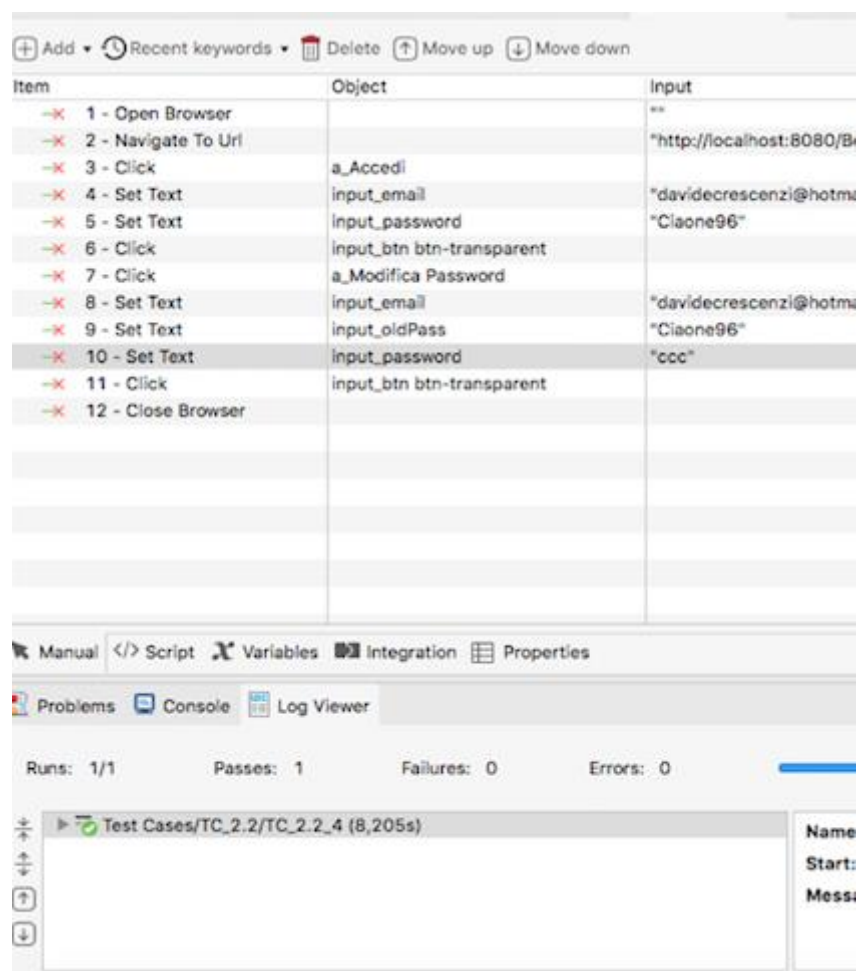 Add Recent keywords Delete Move up Move down
Item Object Input
1 - Open Browser ""
2 - Navigate To Url "http://localhost:8080/Be
3 - Click a_Accedi
4 - Set Text input_email "davidecrescenzi@hotma
5 - Set Text input_password "Ciaone96"
6 - Click input_btn btn-transparent
7 - Click a_Modifica Password
8 - Set Text input_email "davidecrescenzi@hotma
9 - Set Text input_oldPass "Ciaone96"
10 - Set Text input_password "ccc"
11 - Click input_btn btn-transparent
12 - Close Browser
Manual </> Script X Variables Integration Properties
Problems Console Log Viewer
Runs: 1/1 Passes: 1 Failures: 0 Errors: 0
Test Cases/TC_2.2/TC_2.2_4 (8,205s)
Name
Start:
Messa